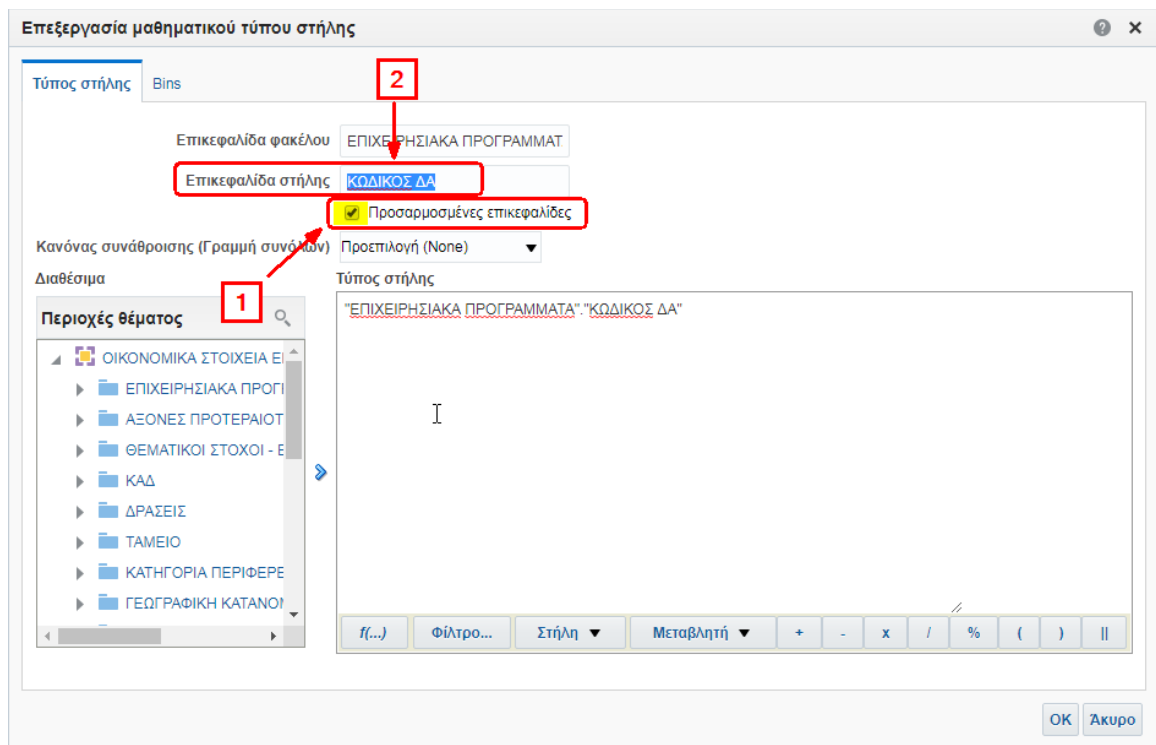 Επεξεργασία μαθηματικού τύπου στήλης
Τύπος στήλης Bins
2
Επικεφαλίδα φακέλου ΕΠΙΧΕΙΡΗΣΙΑΚΑ ΠΡΟΓΡΑΜΜΑΤ
Επικεφαλίδα στήλης ΚΩΔΙΚΟΣ ΔΑ
Προσαρμοσμένες επικεφαλίδες
Κανόνας συνάθροισης (Γραμμή συνόλων) Προεπιλογή (None)
Διαθέσιμα Τύπος στήλης
1
Περιοχές θέματος
"ΕΠΙΧΕΙΡΗΣΙΑΚΑ ΠΡΟΓΡΑΜΜΑΤΑ"."ΚΩΔΙΚΟΣ ΔΑ"
ΟΙΚΟΝΟΜΙΚΑ ΣΤΟΙΧΕΙΑ ΕΙ
ΕΠΙΧΕΙΡΗΣΙΑΚΑ ΠΡΟΓΙ
ΑΞΟΝΕΣ ΠΡΟΤΕΡΑΙΟΤ
ΘΕΜΑΤΙΚΟΙ ΣΤΟΧΟΙ - Ε
ΚΑΔ
ΔΡΑΣΕΙΣ
ΤΑΜΕΙΟ
ΚΑΤΗΓΟΡΙΑ ΠΕΡΙΦΕΡΕ
ΓΕΩΓΡΑΦΙΚΗ ΚΑΤΑΝΟΜ
f(...) Φίλτρο... Στήλη Μεταβλητή + - x / % ( ) ||
OK Άκυρο